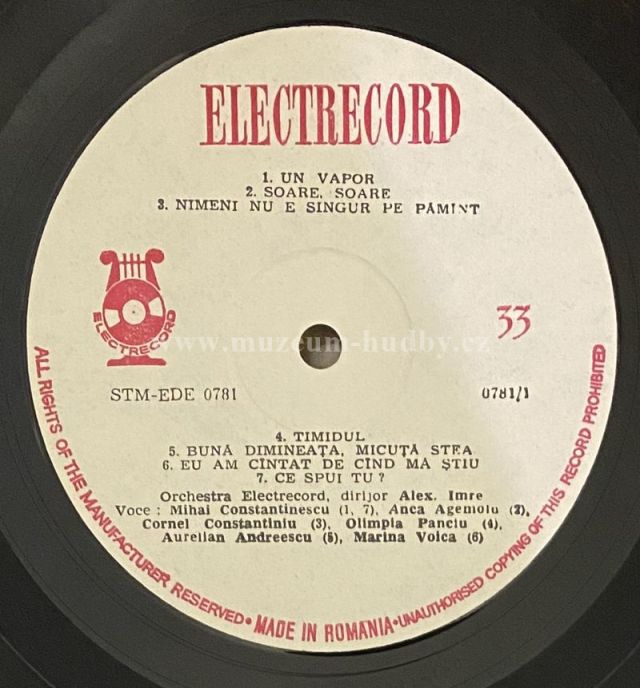 ELECTRECORD
1. UN VAPOR
2. SOARE, SOARE
3. NIMENI NU E SINGUR PE PĂMÎNT
ELECTRECORD
33
www.muzeum-hudby.cz
STM-EDE 0781
0781/1
4. TIMIDUL
5. BUNĂ DIMINEAȚA, MICUȚĂ STEA
6. EU AM CÎNTAT DE CÎND MĂ ȘTIU
7. CE SPUI TU?
Orchestra Electrecord, dirijor Alex. Imre
Voce: Mihai Constantinescu (1, 7), Anca Agemolu (2),
Cornel Constantiniu (3), Olimpia Panciu (4),
Aurelian Andreescu (5), Marina Voica (6)
ALL RIGHTS OF THE MANUFACTURER RESERVED • MADE IN ROMANIA • UNAUTHORISED COPYING OF THIS RECORD PROHIBITED